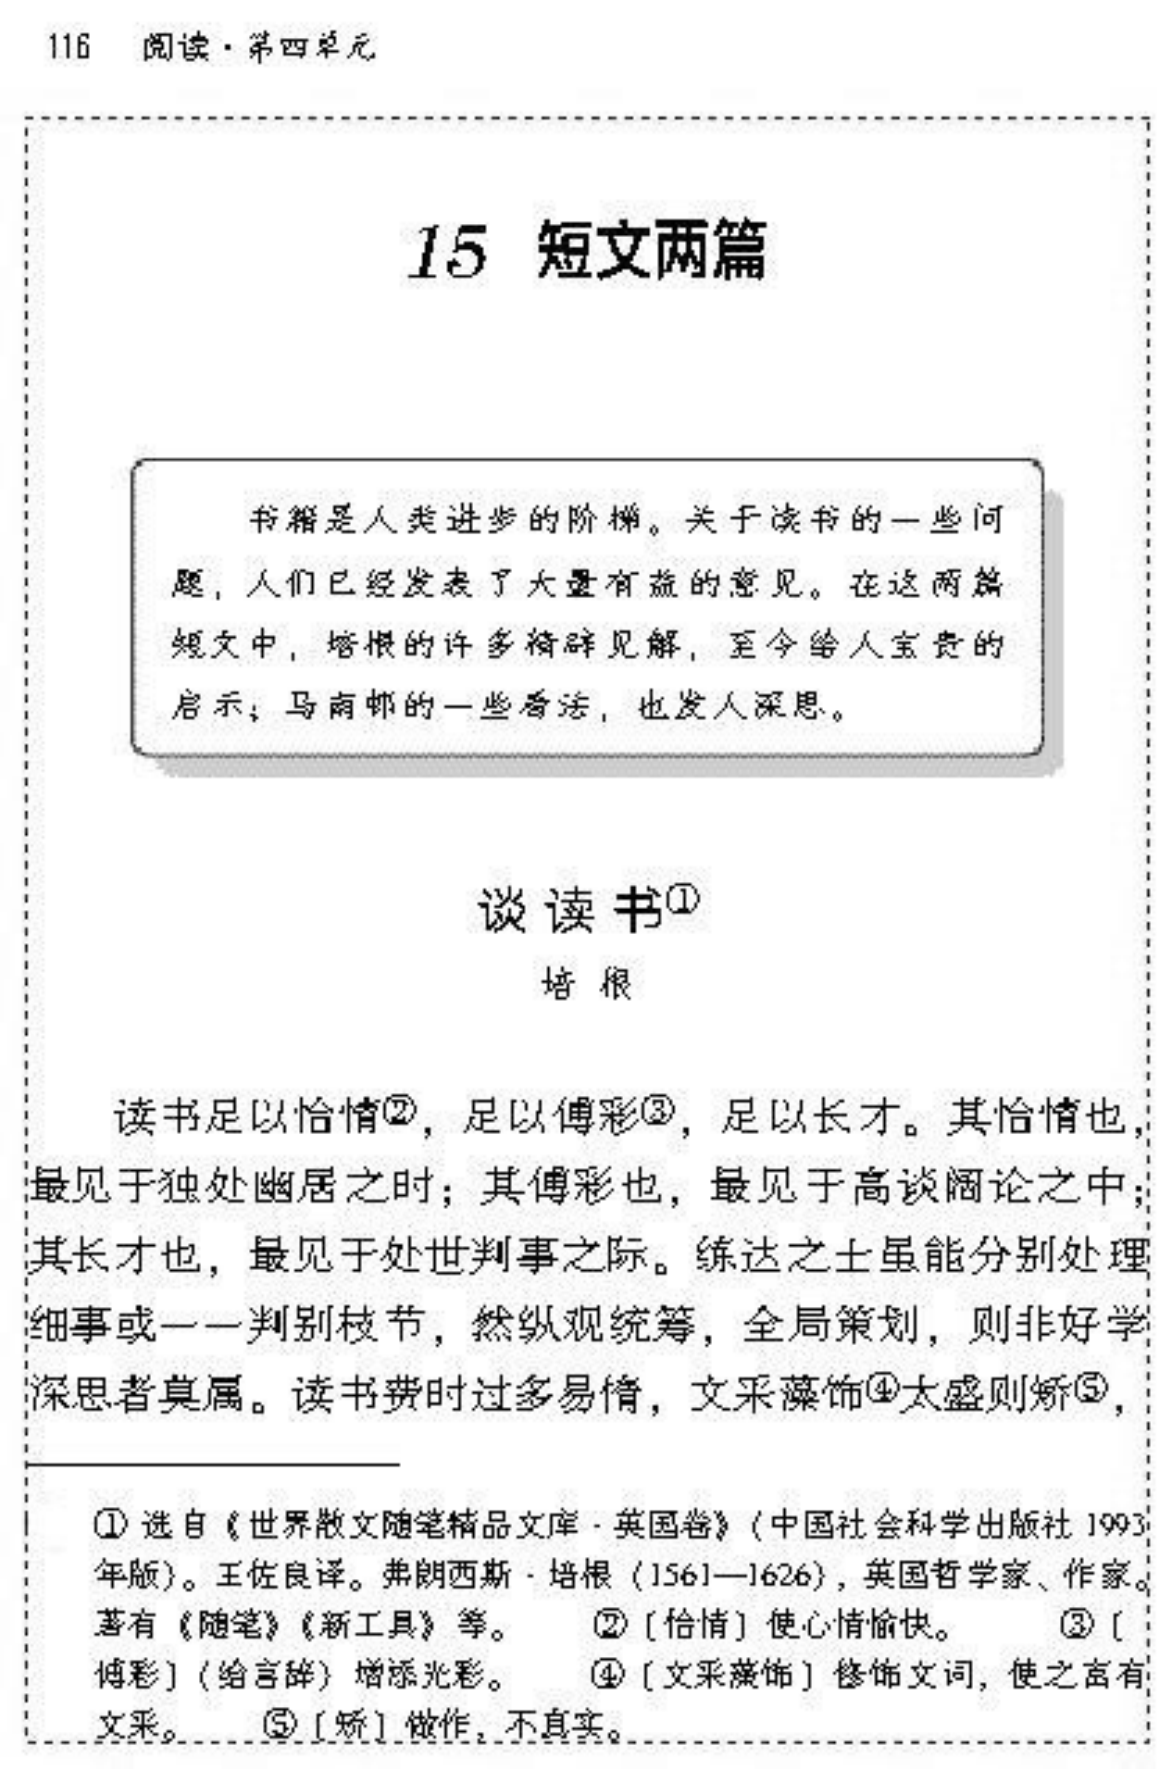 116 阅读·第四单元
15 短文两篇
书籍是人类进步的阶梯。关于读书的一些问
题，人们已经发表了大量有益的意见。在这两篇
短文中，培根的许多精辟见解，至今给人宝贵的
启示；马南邨的一些看法，也发人深思。
谈读书①
培根
读书足以怡情②，足以傅彩③，足以长才。其怡情也，
最见于独处幽居之时；其傅彩也，最见于高谈阔论之中；
其长才也，最见于处世判事之际。练达之士虽能分别处理
细事或一一判别枝节，然纵观统筹，全局策划，则非好学
深思者莫属。读书费时过多易惰，文采藻饰④太盛则矫⑤，
① 选自《世界散文随笔精品文库·英国卷》（中国社会科学出版社 1993
年版）。王佐良译。弗朗西斯·培根（1561—1626），英国哲学家、作家。
著有《随笔》《新工具》等。 ②〔怡情〕使心情愉快。 ③〔
傅彩〕（给言辞）增添光彩。 ④〔文采藻饰〕修饰文词，使之富有
文采。 ⑤〔矫〕做作，不真实。